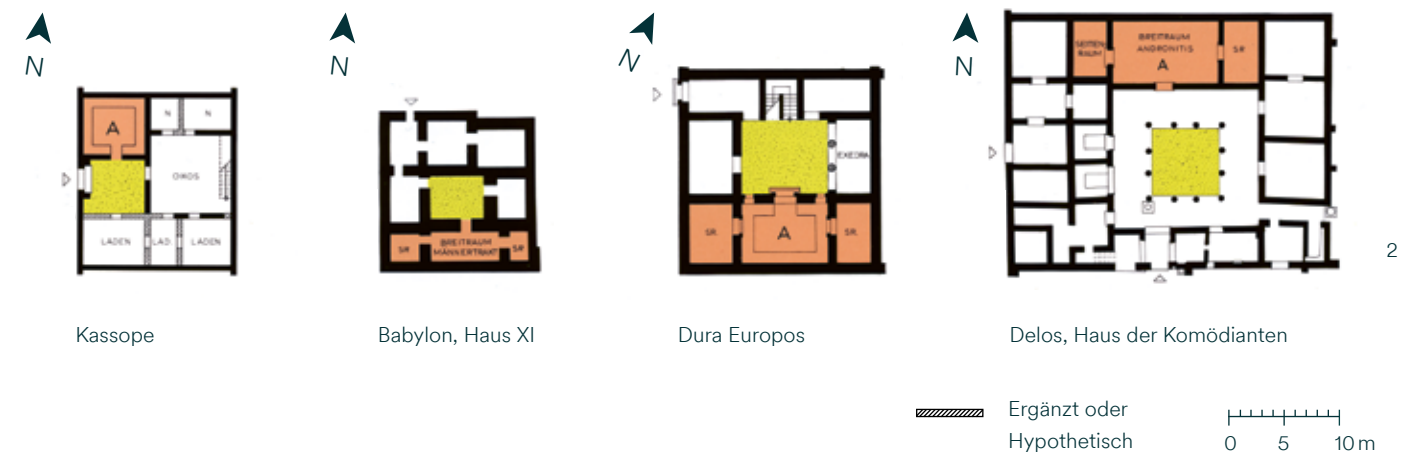 N
N
N
N
A
N
N
OIKOS
LADEN
LAD.
LADEN
SR
BREITRAUM
MÄNNERTRAKT
SR
EXEDRA
SR.
A
SR.
SEITEN
RAUM
BREITRAUM
ANDRONITIS
A
SR
2
Kassope
Babylon, Haus XI
Dura Europos
Delos, Haus der Komödianten
Ergänzt oder
Hypothetisch
0 5 10 m